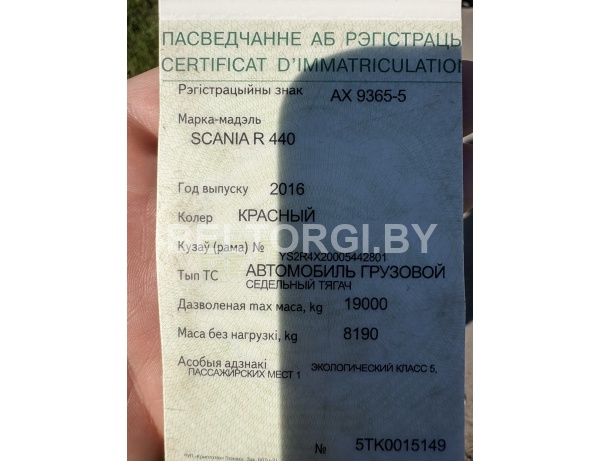 ПАСВЕДЧАННЕ АБ РЭГІСТРАЦЫ
CERTIFICAT D'IMMATRICULATION
Рэгістрацыйны знак AX 9365-5
Марка-мадэль
SCANIA R 440
Год выпуску 2016
Колер КРАСНЫЙ
BELTORGI.BY
Кузаў (рама) № YS2R4X20005442801
Тып ТС АВТОМОБИЛЬ ГРУЗОВОЙ
СЕДЕЛЬНЫЙ ТЯГАЧ
Дазволеная max маса, kg 19000
Маса без нагрузкі, kg 8190
Асобыя адзнакі ЭКОЛОГИЧЕСКИЙ КЛАСС 5,
ПАССАЖИРСКИХ МЕСТ 1
№ 5TK0015149